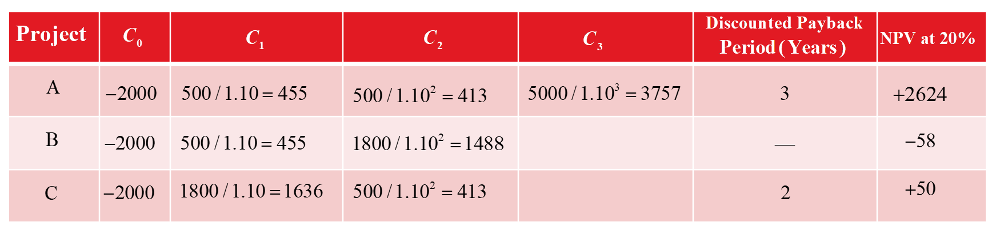 Project C₀ C₁ C₂ C₃ Discounted Payback Period (Years) NPV at 20%
A −2000 500 / 1.10 = 455 500 / 1.10² = 413 5000 / 1.10³ = 3757 3 +2624
B −2000 500 / 1.10 = 455 1800 / 1.10² = 1488 — −58
C −2000 1800 / 1.10 = 1636 500 / 1.10² = 413 2 +50